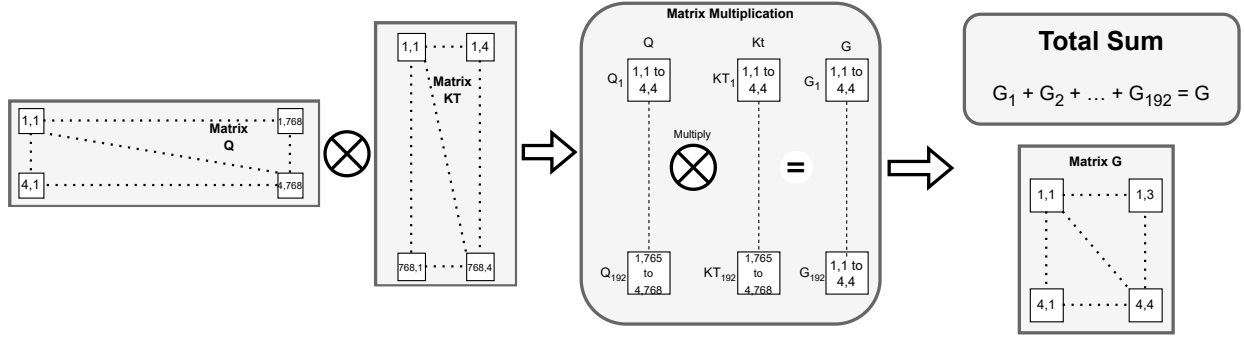 1,1
1,768
Matrix
Q
4,1
4,768
1,1
1,4
Matrix
KT
768,1
768,4
Matrix Multiplication
Q
Kt
G
Q1
1,1 to
4,4
KT1
1,1 to
4,4
G1
1,1 to
4,4
Multiply
=
Q192
1,765
to
4,768
KT192
1,765
to
4,768
G192
1,1 to
4,4
Total Sum
G1 + G2 + ... + G192 = G
Matrix G
1,1
1,3
4,1
4,4